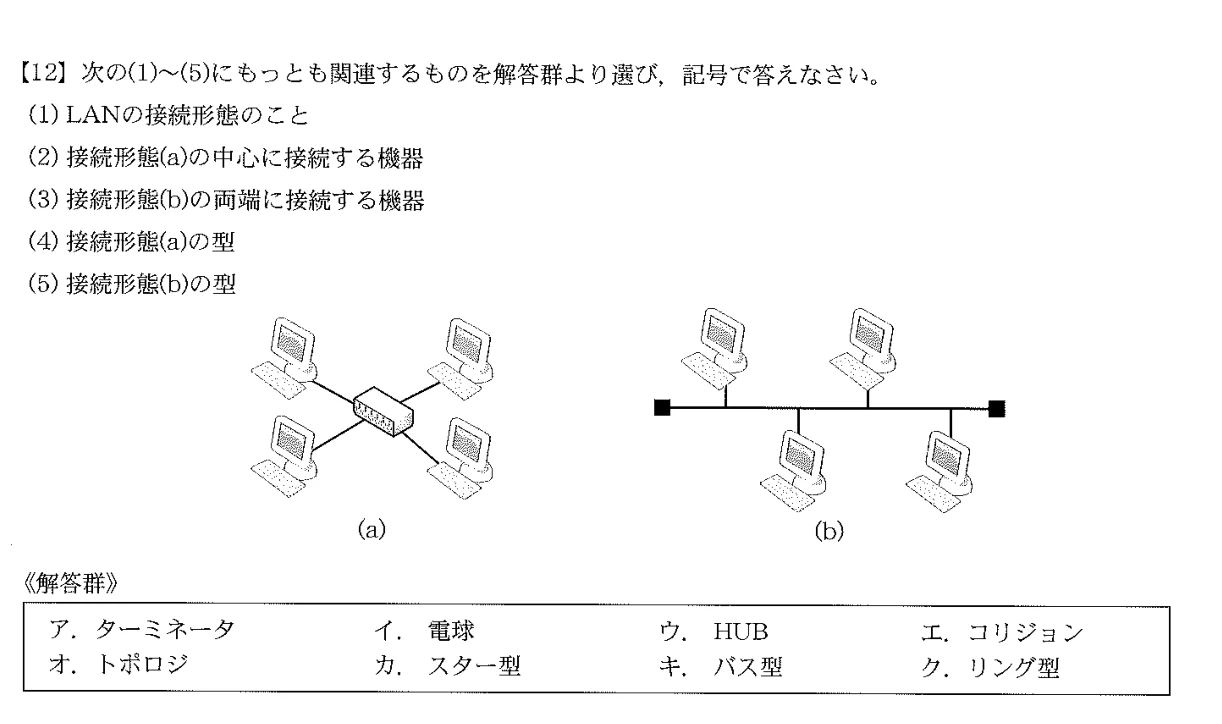 【12】次の(1)～(5)にもっとも関連するものを解答群より選び，記号で答えなさい。
(1) LANの接続形態のこと
(2) 接続形態(a)の中心に接続する機器
(3) 接続形態(b)の両端に接続する機器
(4) 接続形態(a)の型
(5) 接続形態(b)の型
(a) (b)
《解答群》
ア．ターミネータ イ．電球 ウ．HUB エ．コリジョン
オ．トポロジ カ．スター型 キ．バス型 ク．リング型